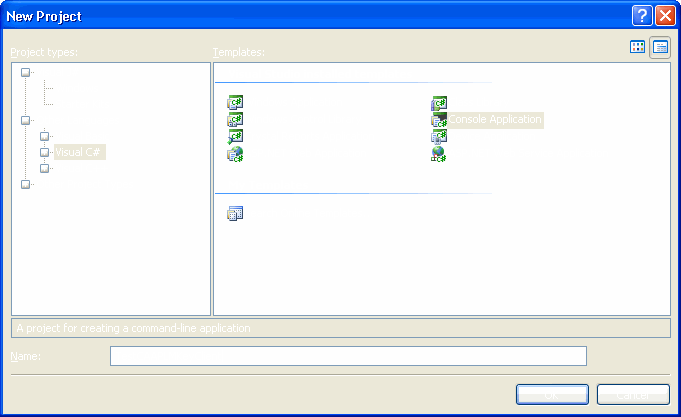 New Project
Project types:
Templates:
Visual C#
Console Application
A project for creating a command-line application
Name:
OK
Cancel